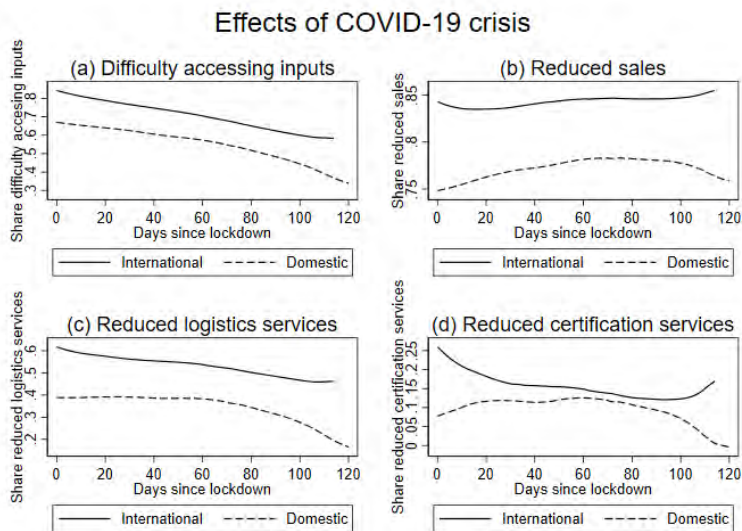 Effects of COVID-19 crisis
(a) Difficulty accessing inputs
Share difficulty accessing inputs
.3 .4 .5 .6 .7 .8
0 20 40 60 80 100 120
Days since lockdown
International Domestic
(b) Reduced sales
Share reduced sales
.75 .8 .85
0 20 40 60 80 100 120
Days since lockdown
International Domestic
(c) Reduced logistics services
Share reduced logistics services
.2 .3 .4 .5 .6
0 20 40 60 80 100 120
Days since lockdown
International Domestic
(d) Reduced certification services
Share reduced certification services
0 .05 .1 .15 .2 .25
0 20 40 60 80 100 120
Days since lockdown
International Domestic